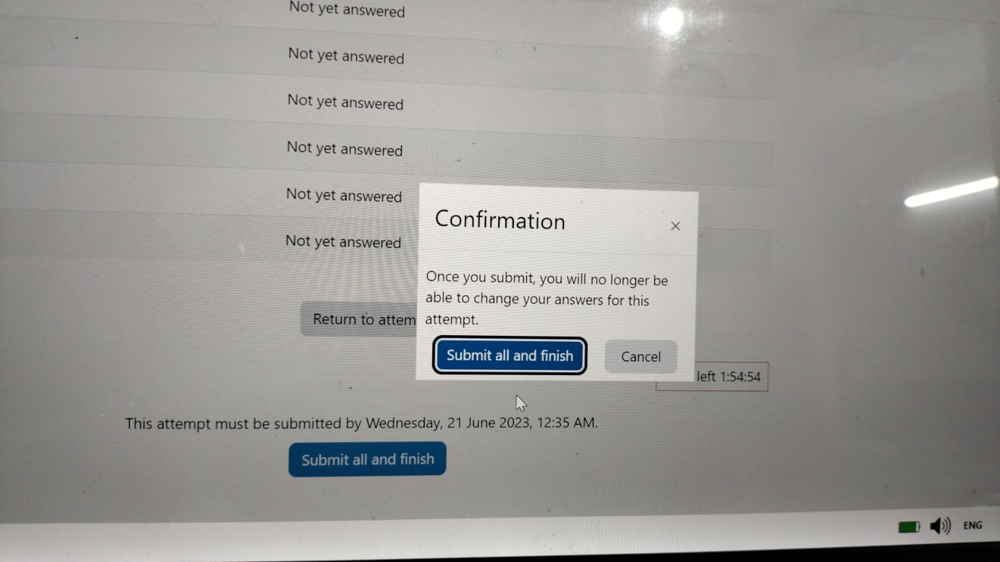 Not yet answered
Not yet answered
Not yet answered
Not yet answered
Not yet answered
Not yet answered
Confirmation
×
Once you submit, you will no longer be
able to change your answers for this
attempt.
Return to attem
Submit all and finish
Cancel
left 1:54:54
This attempt must be submitted by Wednesday, 21 June 2023, 12:35 AM.
Submit all and finish
ENG